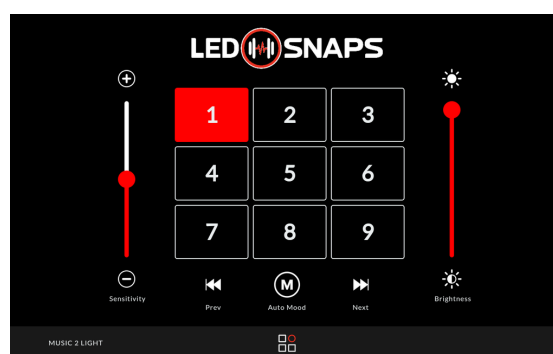 LED SNAPS
1 2 3
4 5 6
7 8 9
M
Sensitivity Prev Auto Mood Next Brightness
MUSIC 2 LIGHT